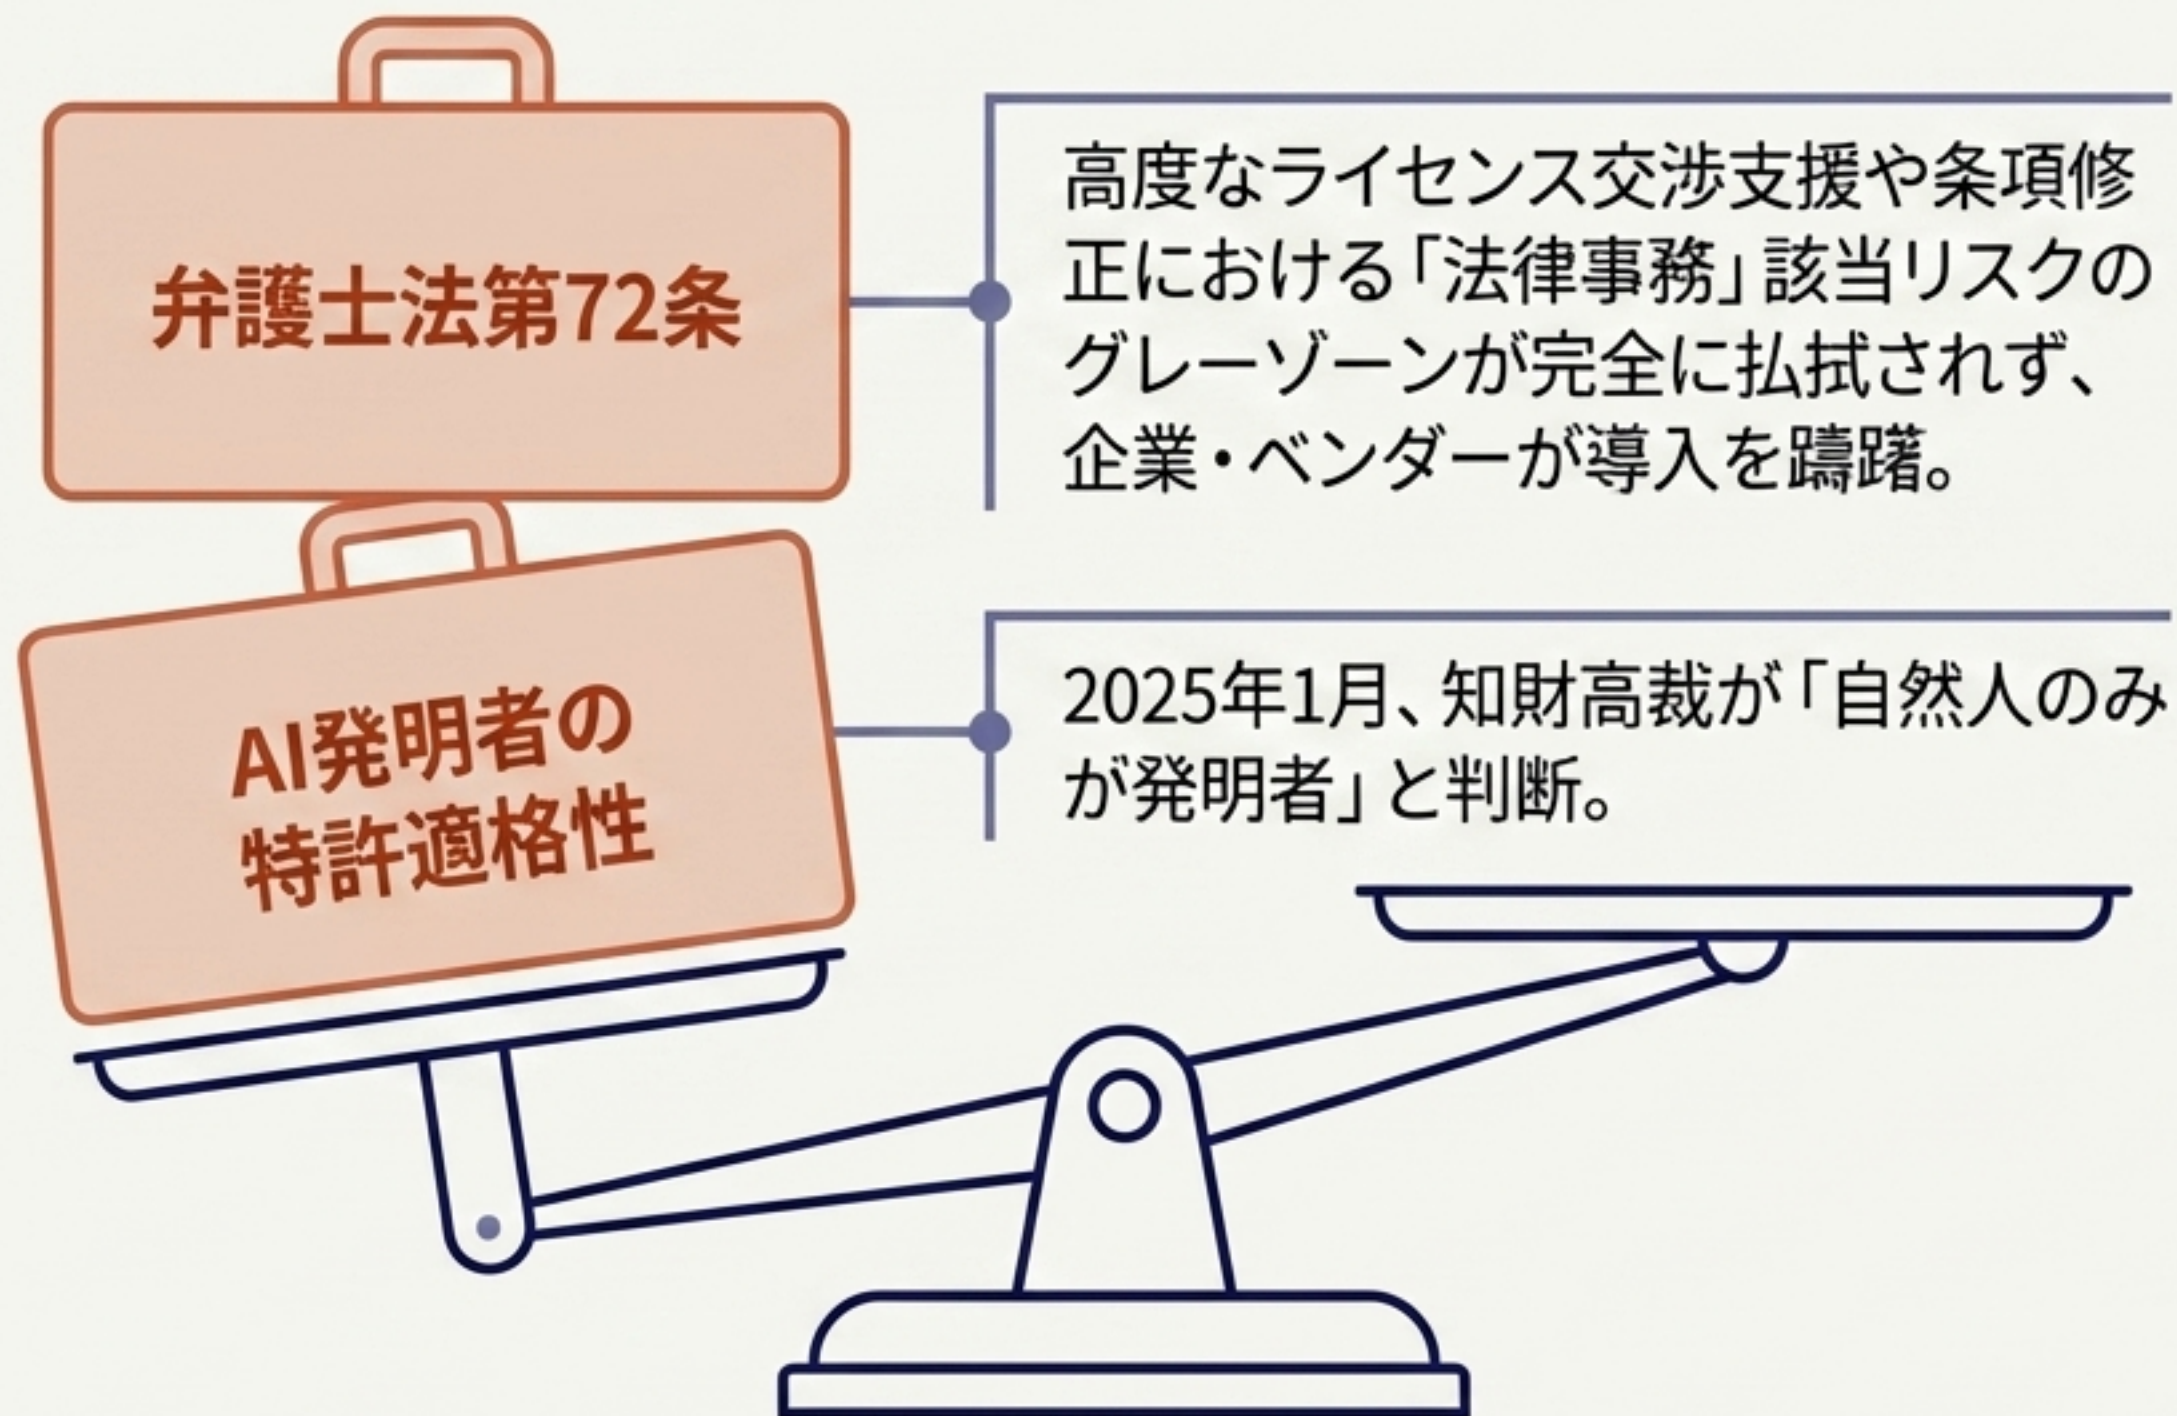 弁護士法第72条
高度なライセンス交渉支援や条項修
正における「法律事務」該当リスクの
グレーゾーンが完全に払拭されず、
企業・ベンダーが導入を躊躇。
AI発明者の
特許適格性
2025年1月、知財高裁が「自然人のみ
が発明者」と判断。